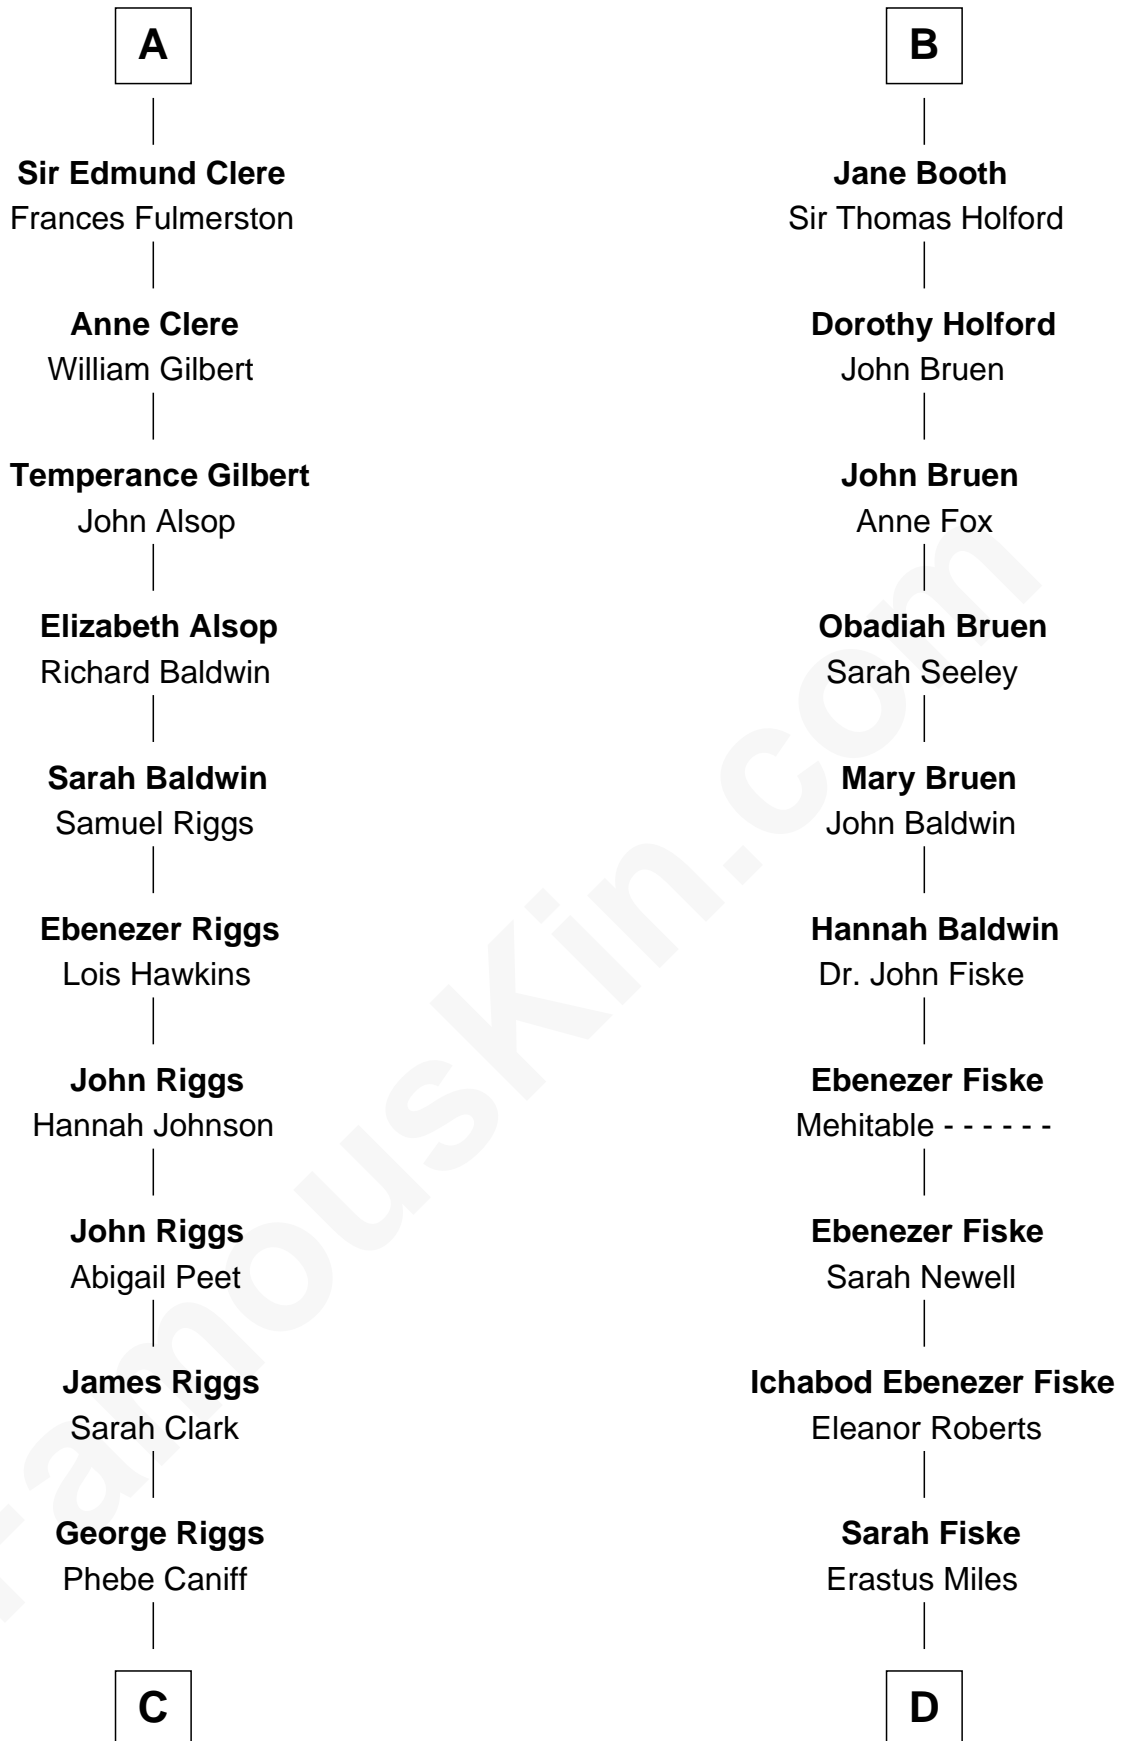 A
Sir Edmund Clere
Frances Fulmerston
Anne Clere
William Gilbert
Temperance Gilbert
John Alsop
Elizabeth Alsop
Richard Baldwin
Sarah Baldwin
Samuel Riggs
Ebenezer Riggs
Lois Hawkins
John Riggs
Hannah Johnson
John Riggs
Abigail Peet
James Riggs
Sarah Clark
George Riggs
Phebe Caniff
C
B
Jane Booth
Sir Thomas Holford
Dorothy Holford
John Bruen
John Bruen
Anne Fox
Obadiah Bruen
Sarah Seeley
Mary Bruen
John Baldwin
Hannah Baldwin
Dr. John Fiske
Ebenezer Fiske
Mehitable - - - - - -
Ebenezer Fiske
Sarah Newell
Ichabod Ebenezer Fiske
Eleanor Roberts
Sarah Fiske
Erastus Miles
D
FamousKin.com